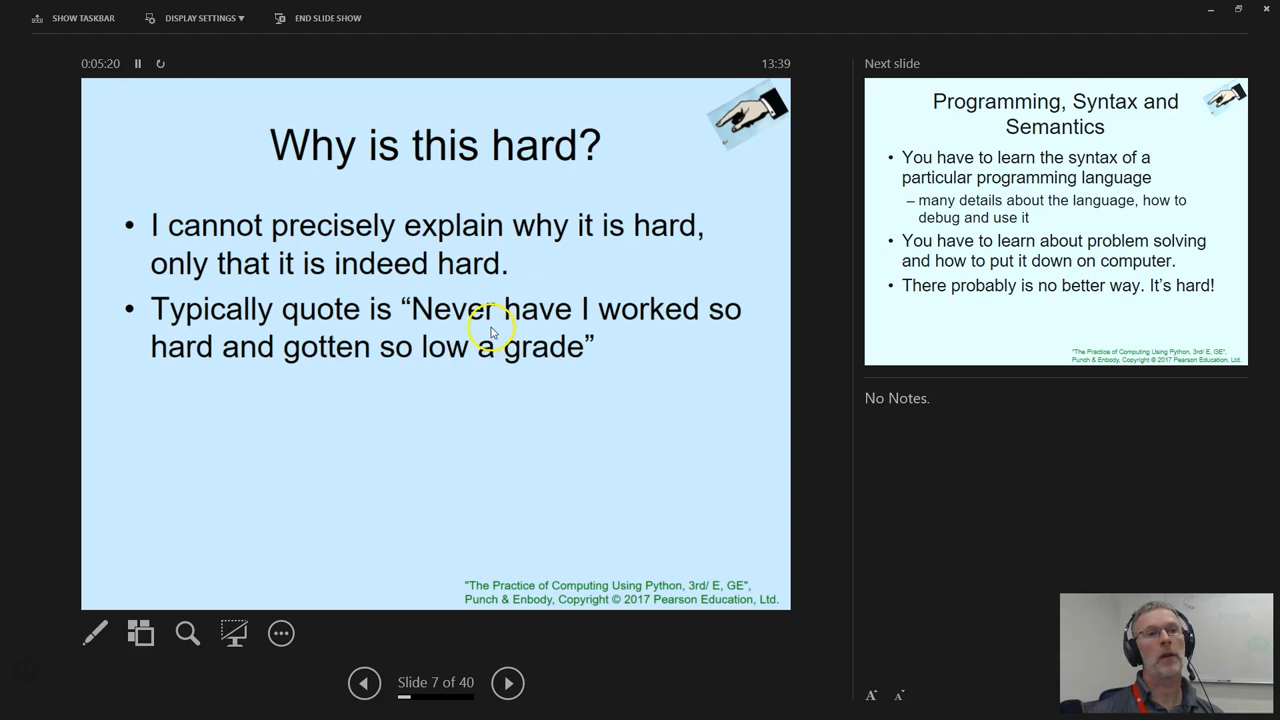 SHOW TASKBAR
DISPLAY SETTINGS
END SLIDE SHOW
0:05:20
13:39
Why is this hard?
• I cannot precisely explain why it is hard,
only that it is indeed hard.
• Typically quote is “Never have I worked so
hard and gotten so low a grade”
"The Practice of Computing Using Python, 3rd/ E, GE",
Punch & Enbody, Copyright © 2017 Pearson Education, Ltd.
Slide 7 of 40
Next slide
Programming, Syntax and
Semantics
• You have to learn the syntax of a
particular programming language
– many details about the language, how to
debug and use it
• You have to learn about problem solving
and how to put it down on computer.
• There probably is no better way. It’s hard!
"The Practice of Computing Using Python, 3rd/ E, GE",
Punch & Enbody, Copyright © 2017 Pearson Education, Ltd.
No Notes.
A A